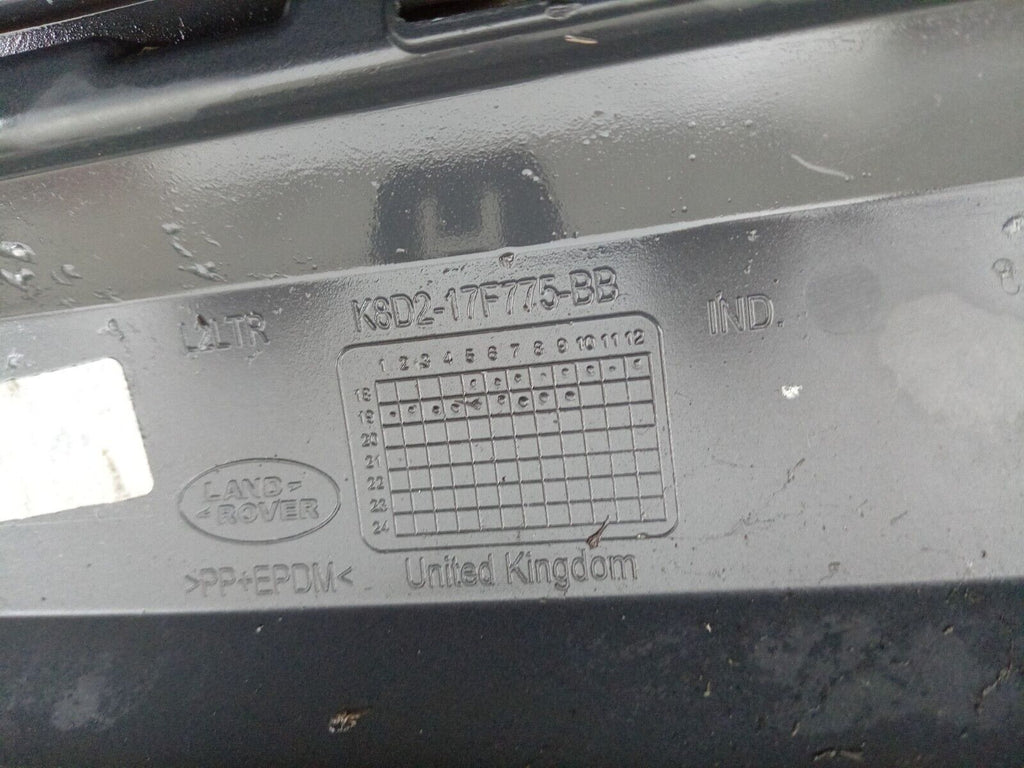 K8D2-17F775-BB
IND.
1 2 3 4 5 6 7 8 9 10 11 12
18
19
20
21
22
23
24
LAND-
-ROVER
>PP+EPDM<
United Kingdom